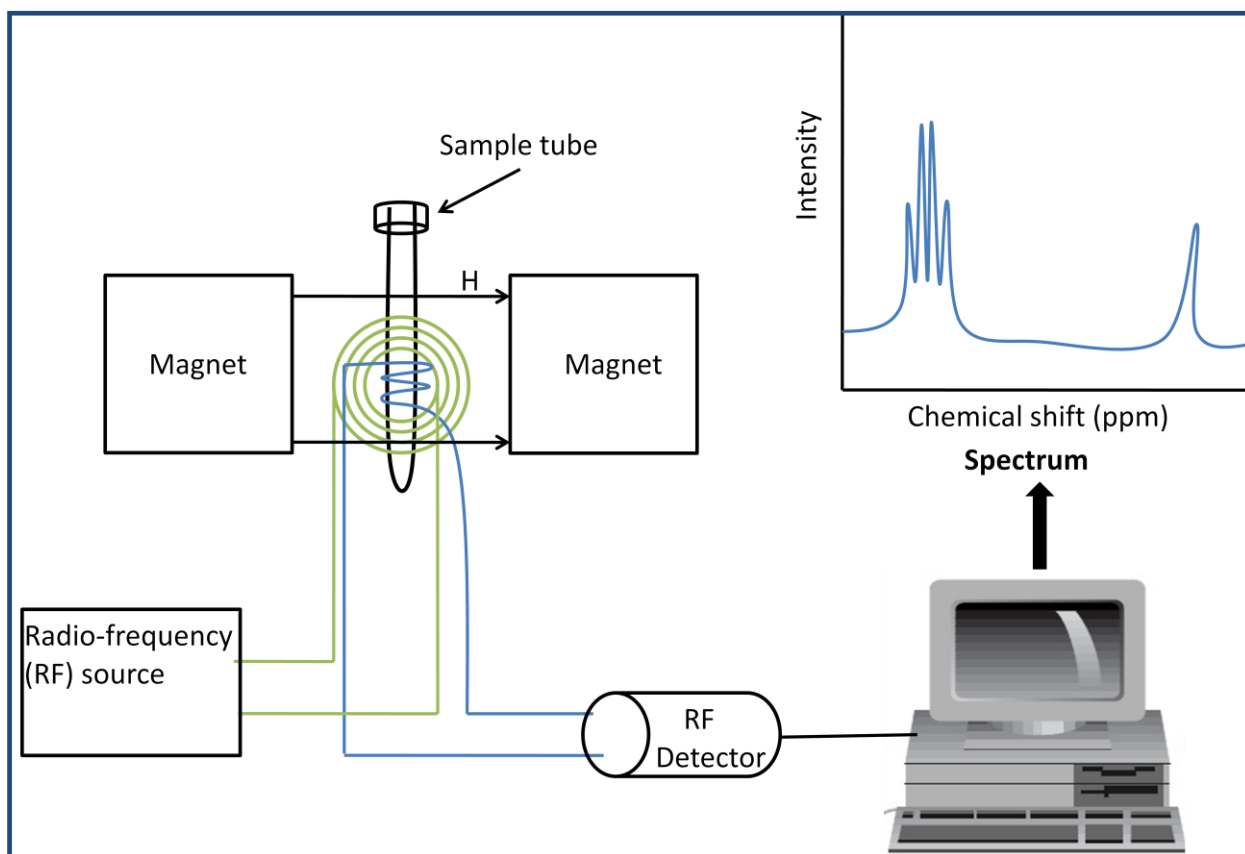 Sample tube
H
Magnet
Magnet
Radio-frequency
(RF) source
RF
Detector
Intensity
Chemical shift (ppm)
Spectrum